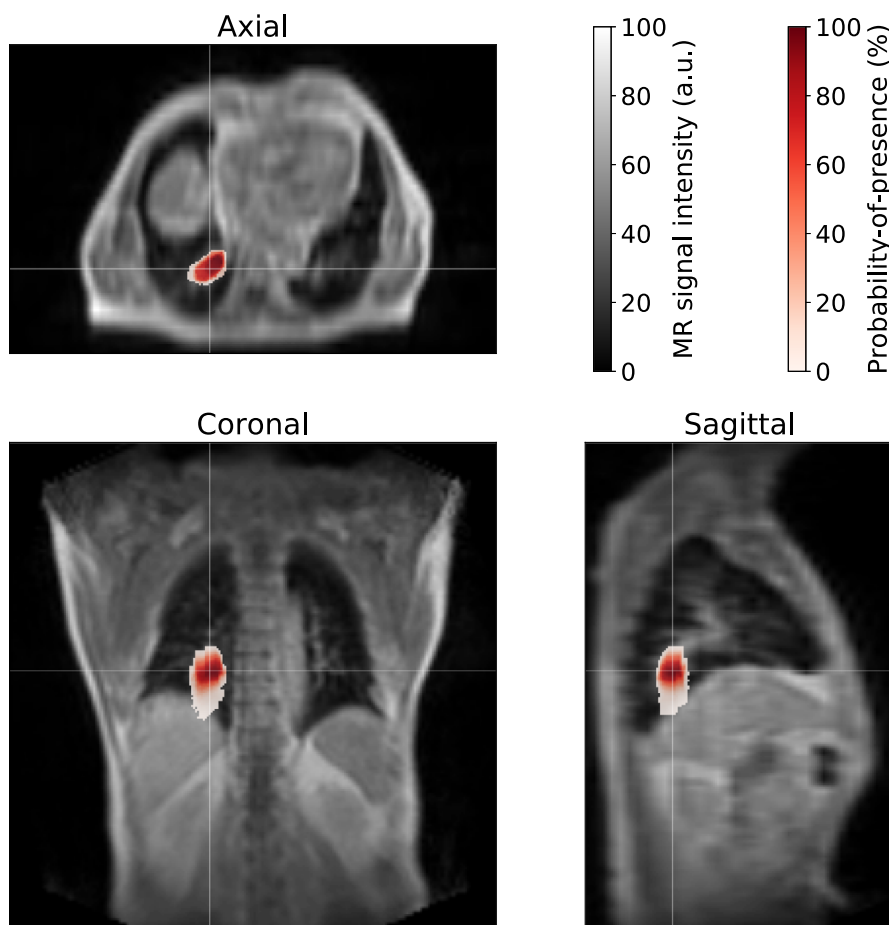 Axial
100
80
60
40
20
0
MR signal intensity (a.u.)
100
80
60
40
20
0
Probability-of-presence (%)
Coronal
Sagittal